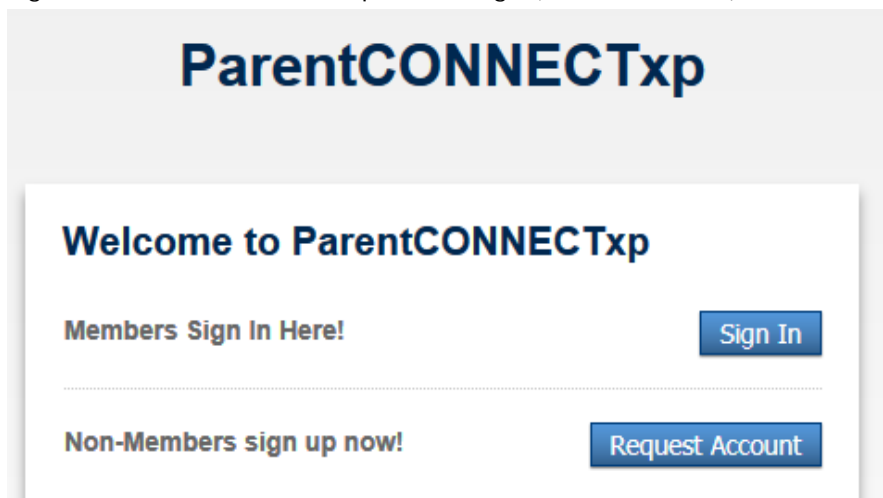 ParentCONNECTxp
Welcome to ParentCONNECTxp
Members Sign In Here!
Sign In
Non-Members sign up now!
Request Account